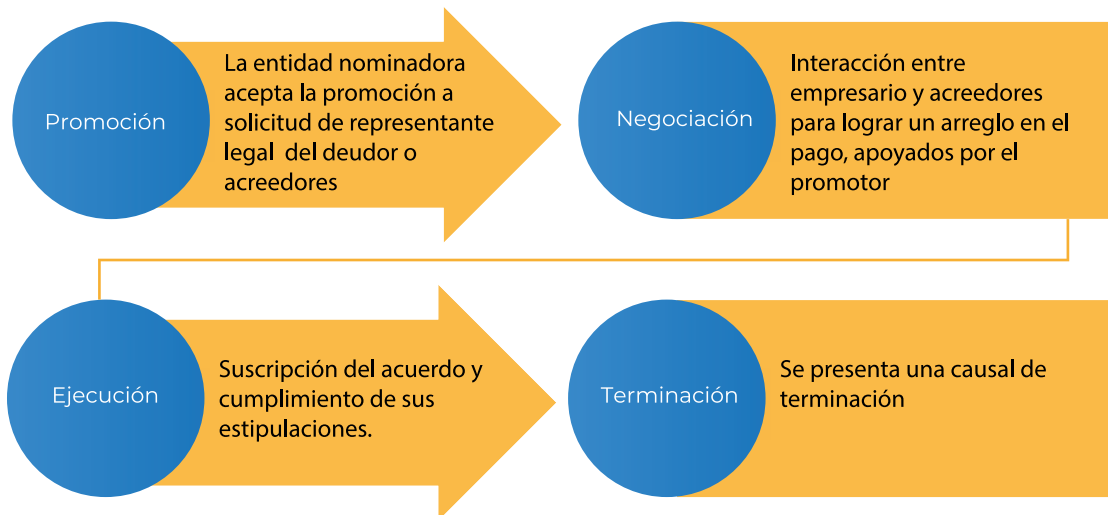 Promoción
La entidad nominadora
acepta la promoción a
solicitud de representante
legal del deudor o
acreedores
Negociación
Interacción entre
empresario y acreedores
para lograr un arreglo en el
pago, apoyados por el
promotor
Ejecución
Suscripción del acuerdo y
cumplimiento de sus
estipulaciones.
Terminación
Se presenta una causal de
terminación